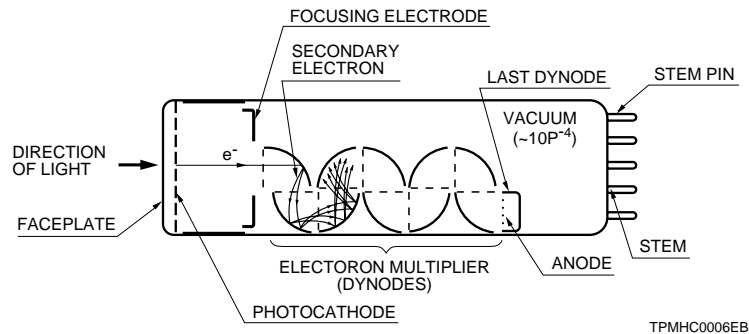 FOCUSING ELECTRODE
SECONDARY
ELECTRON
LAST DYNODE
STEM PIN
VACUUM
(~10P⁻⁴)
DIRECTION
OF LIGHT
e⁻
FACEPLATE
STEM
ELECTORON MULTIPLIER
(DYNODES)
ANODE
PHOTOCATHODE
TPMHC0006EB